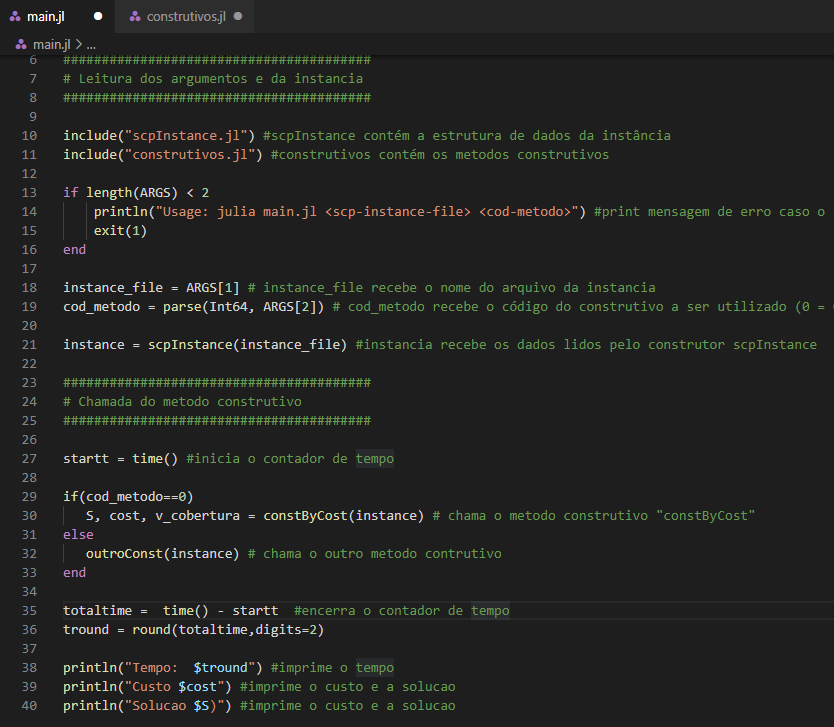 main.jl
construtivos.jl
main.jl > ...
6 ########################################
7 # Leitura dos argumentos e da instancia
8 ########################################
9
10 include("scpInstance.jl") #scpInstance contém a estrutura de dados da instância
11 include("construtivos.jl") #construtivos contém os metodos construtivos
12
13 if length(ARGS) < 2
14 println("Usage: julia main.jl <scp-instance-file> <cod-metodo>") #print mensagem de erro caso o
15 exit(1)
16 end
17
18 instance_file = ARGS[1] # instance_file recebe o nome do arquivo da instancia
19 cod_metodo = parse(Int64, ARGS[2]) # cod_metodo recebe o código do construtivo a ser utilizado (0 =
20
21 instance = scpInstance(instance_file) #instancia recebe os dados lidos pelo construtor scpInstance
22
23 ########################################
24 # Chamada do metodo construtivo
25 ########################################
26
27 startt = time() #inicia o contador de tempo
28
29 if(cod_metodo==0)
30 S, cost, v_cobertura = constByCost(instance) # chama o metodo construtivo "constByCost"
31 else
32 outroConst(instance) # chama o outro metodo contrutivo
33 end
34
35 totaltime =  time() - startt  #encerra o contador de tempo
36 tround = round(totaltime,digits=2)
37
38 println("Tempo:  $tround") #imprime o tempo
39 println("Custo $cost") #imprime o custo e a solucao
40 println("Solucao $S)") #imprime o custo e a solucao